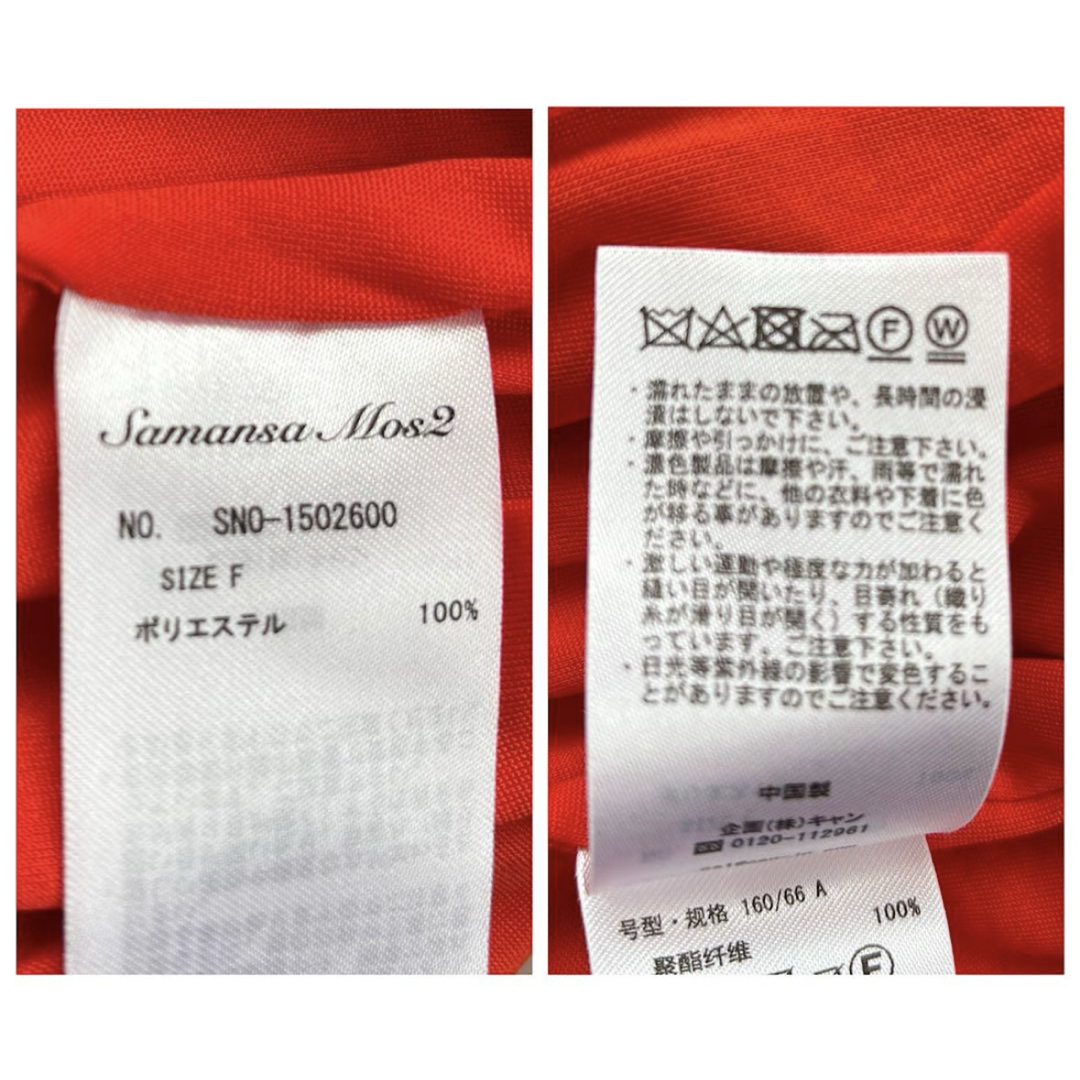 Samansa Mos2
NO. SNO-1502600
SIZE F
ポリエステル 100%
F W
・濡れたままの放置や、長時間の浸
漬はしないで下さい。
・摩擦や引っかけに、ご注意下さい。
・濃色製品は摩擦や汗、雨等で濡れ
た時などに、他の衣料や下着に色
が移る事がありますのでご注意く
ださい。
・激しい運動や極度な力が加わると
縫い目が開いたり、目寄れ（織り
糸が滑り目が開く）する性質をも
っています。ご注意下さい。
・日光等紫外線の影響で変色するこ
とがありますのでご注意ください。
中国製
企画(株)キャン
0120-112961
号型・规格 160/66 A
聚酯纤维 100%
F